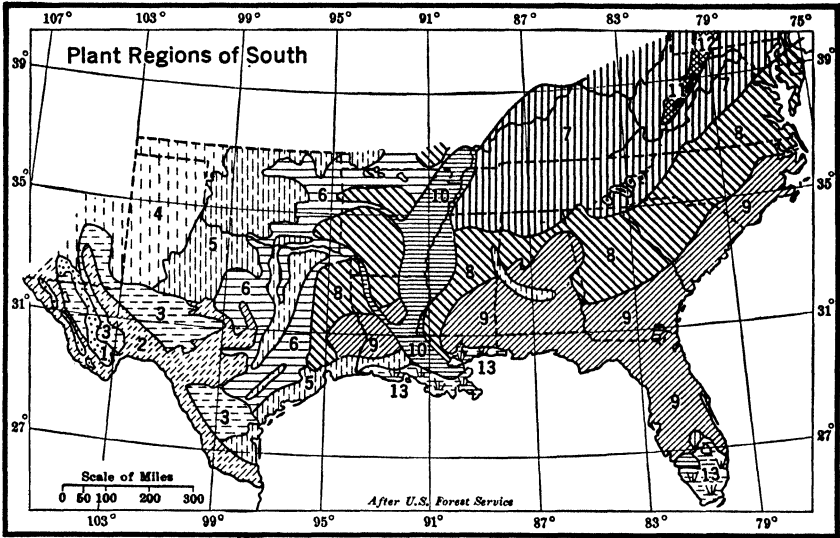 107° 103° 99° 95° 91° 87° 83° 79° 75°
Plant Regions of South
39° 39°
12
11
7
7
8
35° 35°
4 6 10
9
5
8 8
6 8
31° 3 31°
9 9
3 2 6 9
1 10
13
5 13
3 9
27° 27°
13
Scale of Miles
0 50 100 200 300
After U.S. Forest Service
103° 99° 95° 91° 87° 83° 79°